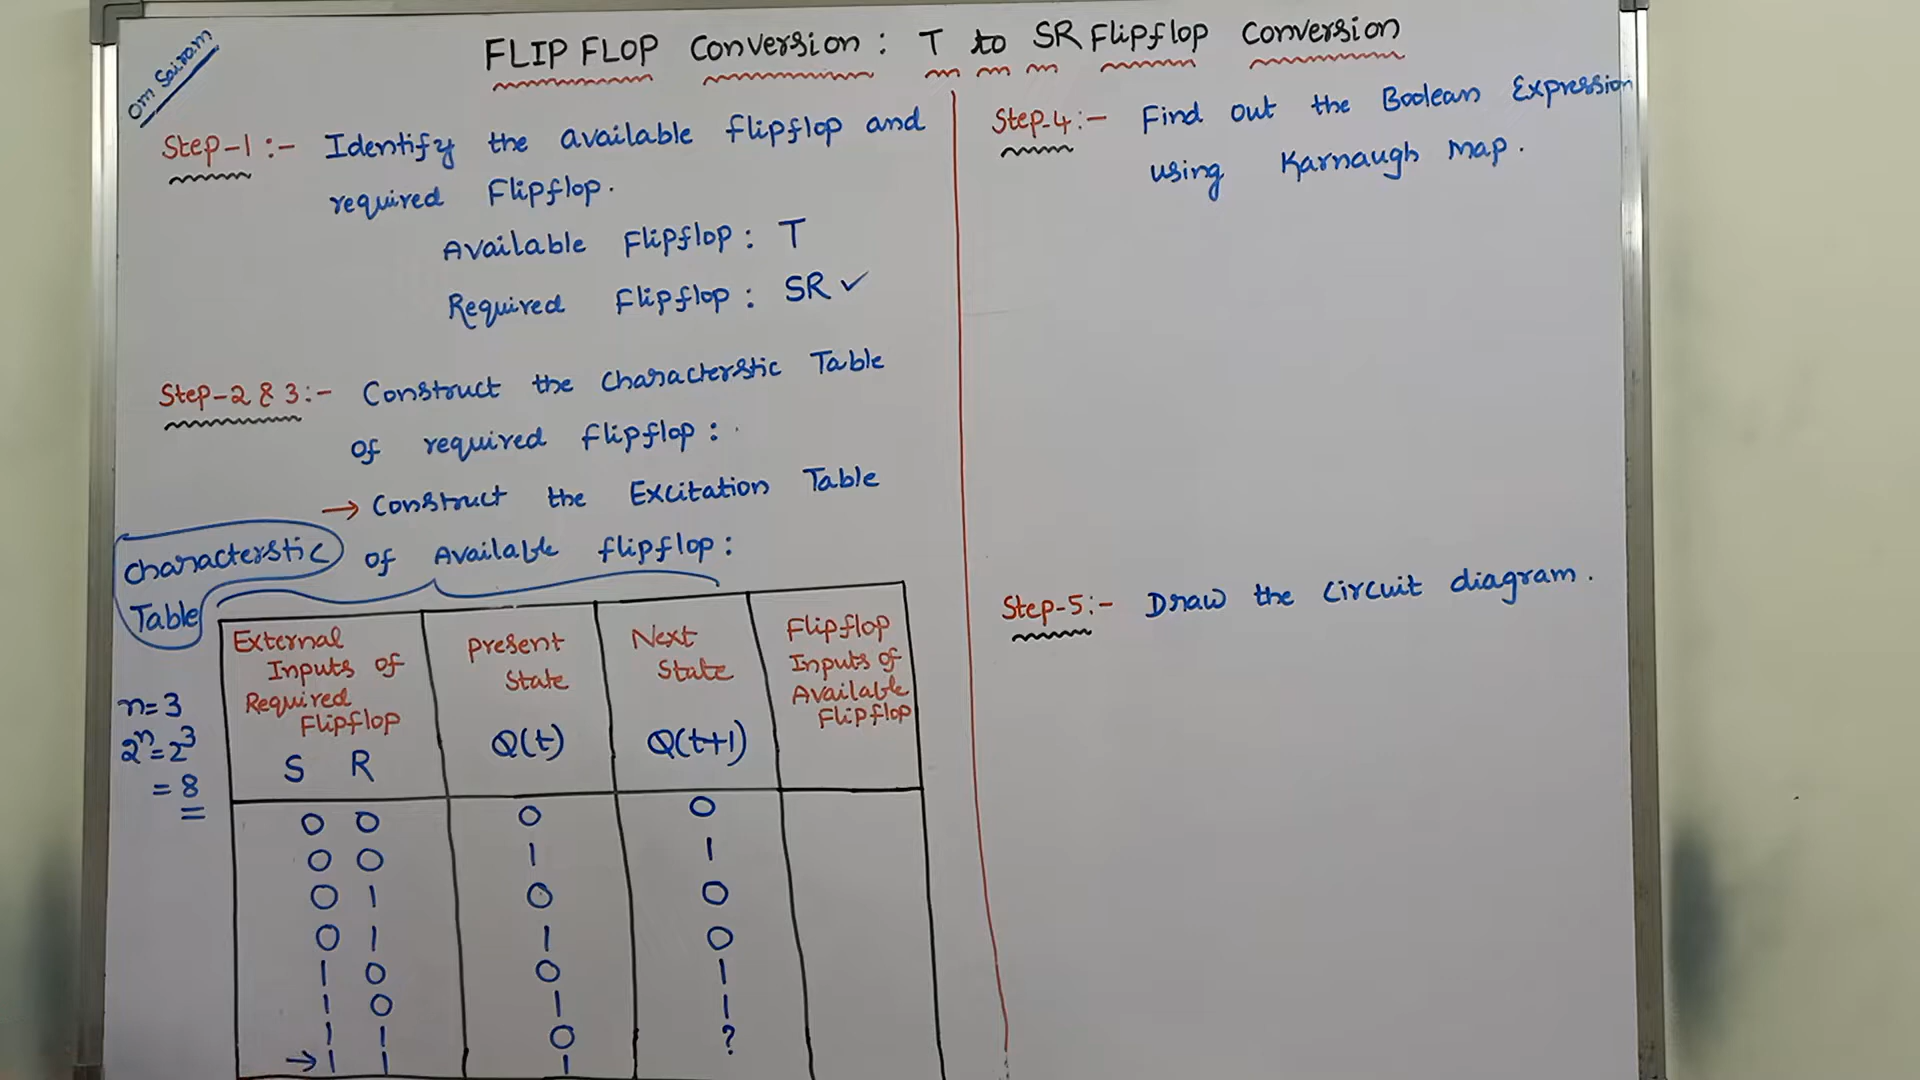 om Sairam
FLIP FLOP Conversion : T to SR Flipflop Conversion
Step-1 :- Identify the available flipflop and
required Flipflop.
Available Flipflop : T
Required Flipflop : SR ✓
Step-2 & 3 :- Construct the characterstic Table
of required flipflop :
→ Construct the Excitation Table
of Available flipflop :
characterstic
Table
n=3
2ⁿ=2³
= 8
External Inputs of Required Flipflop
S R
Present State
Q(t)
Next State
Q(t+1)
Flipflop Inputs of Available Flipflop
0 0 0 0
0 0 1 1
0 1 0 0
0 1 1 0
1 0 0 1
1 0 1 1
1 1 0 ?
→ 1 1 1
Step-4 :- Find out the Boolean Expression
using Karnaugh Map.
Step-5 :- Draw the circuit diagram.